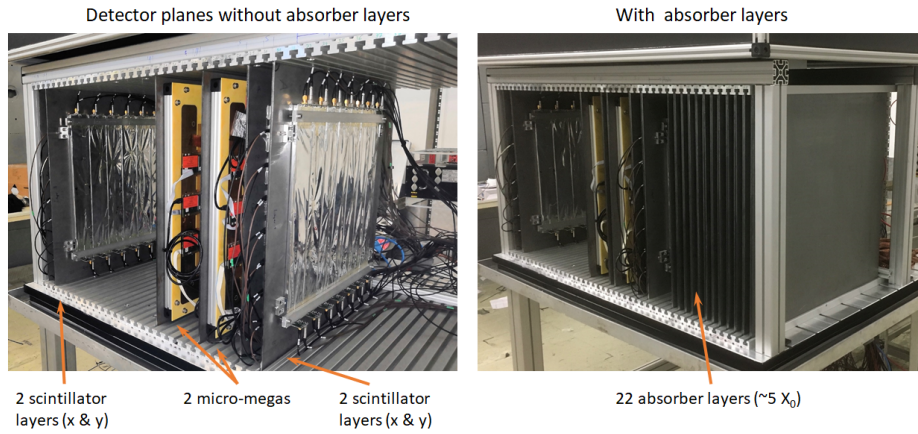 Detector planes without absorber layers
With absorber layers
2 scintillator
layers (x & y)
2 micro-megas
2 scintillator
layers (x & y)
22 absorber layers (~5 X₀)